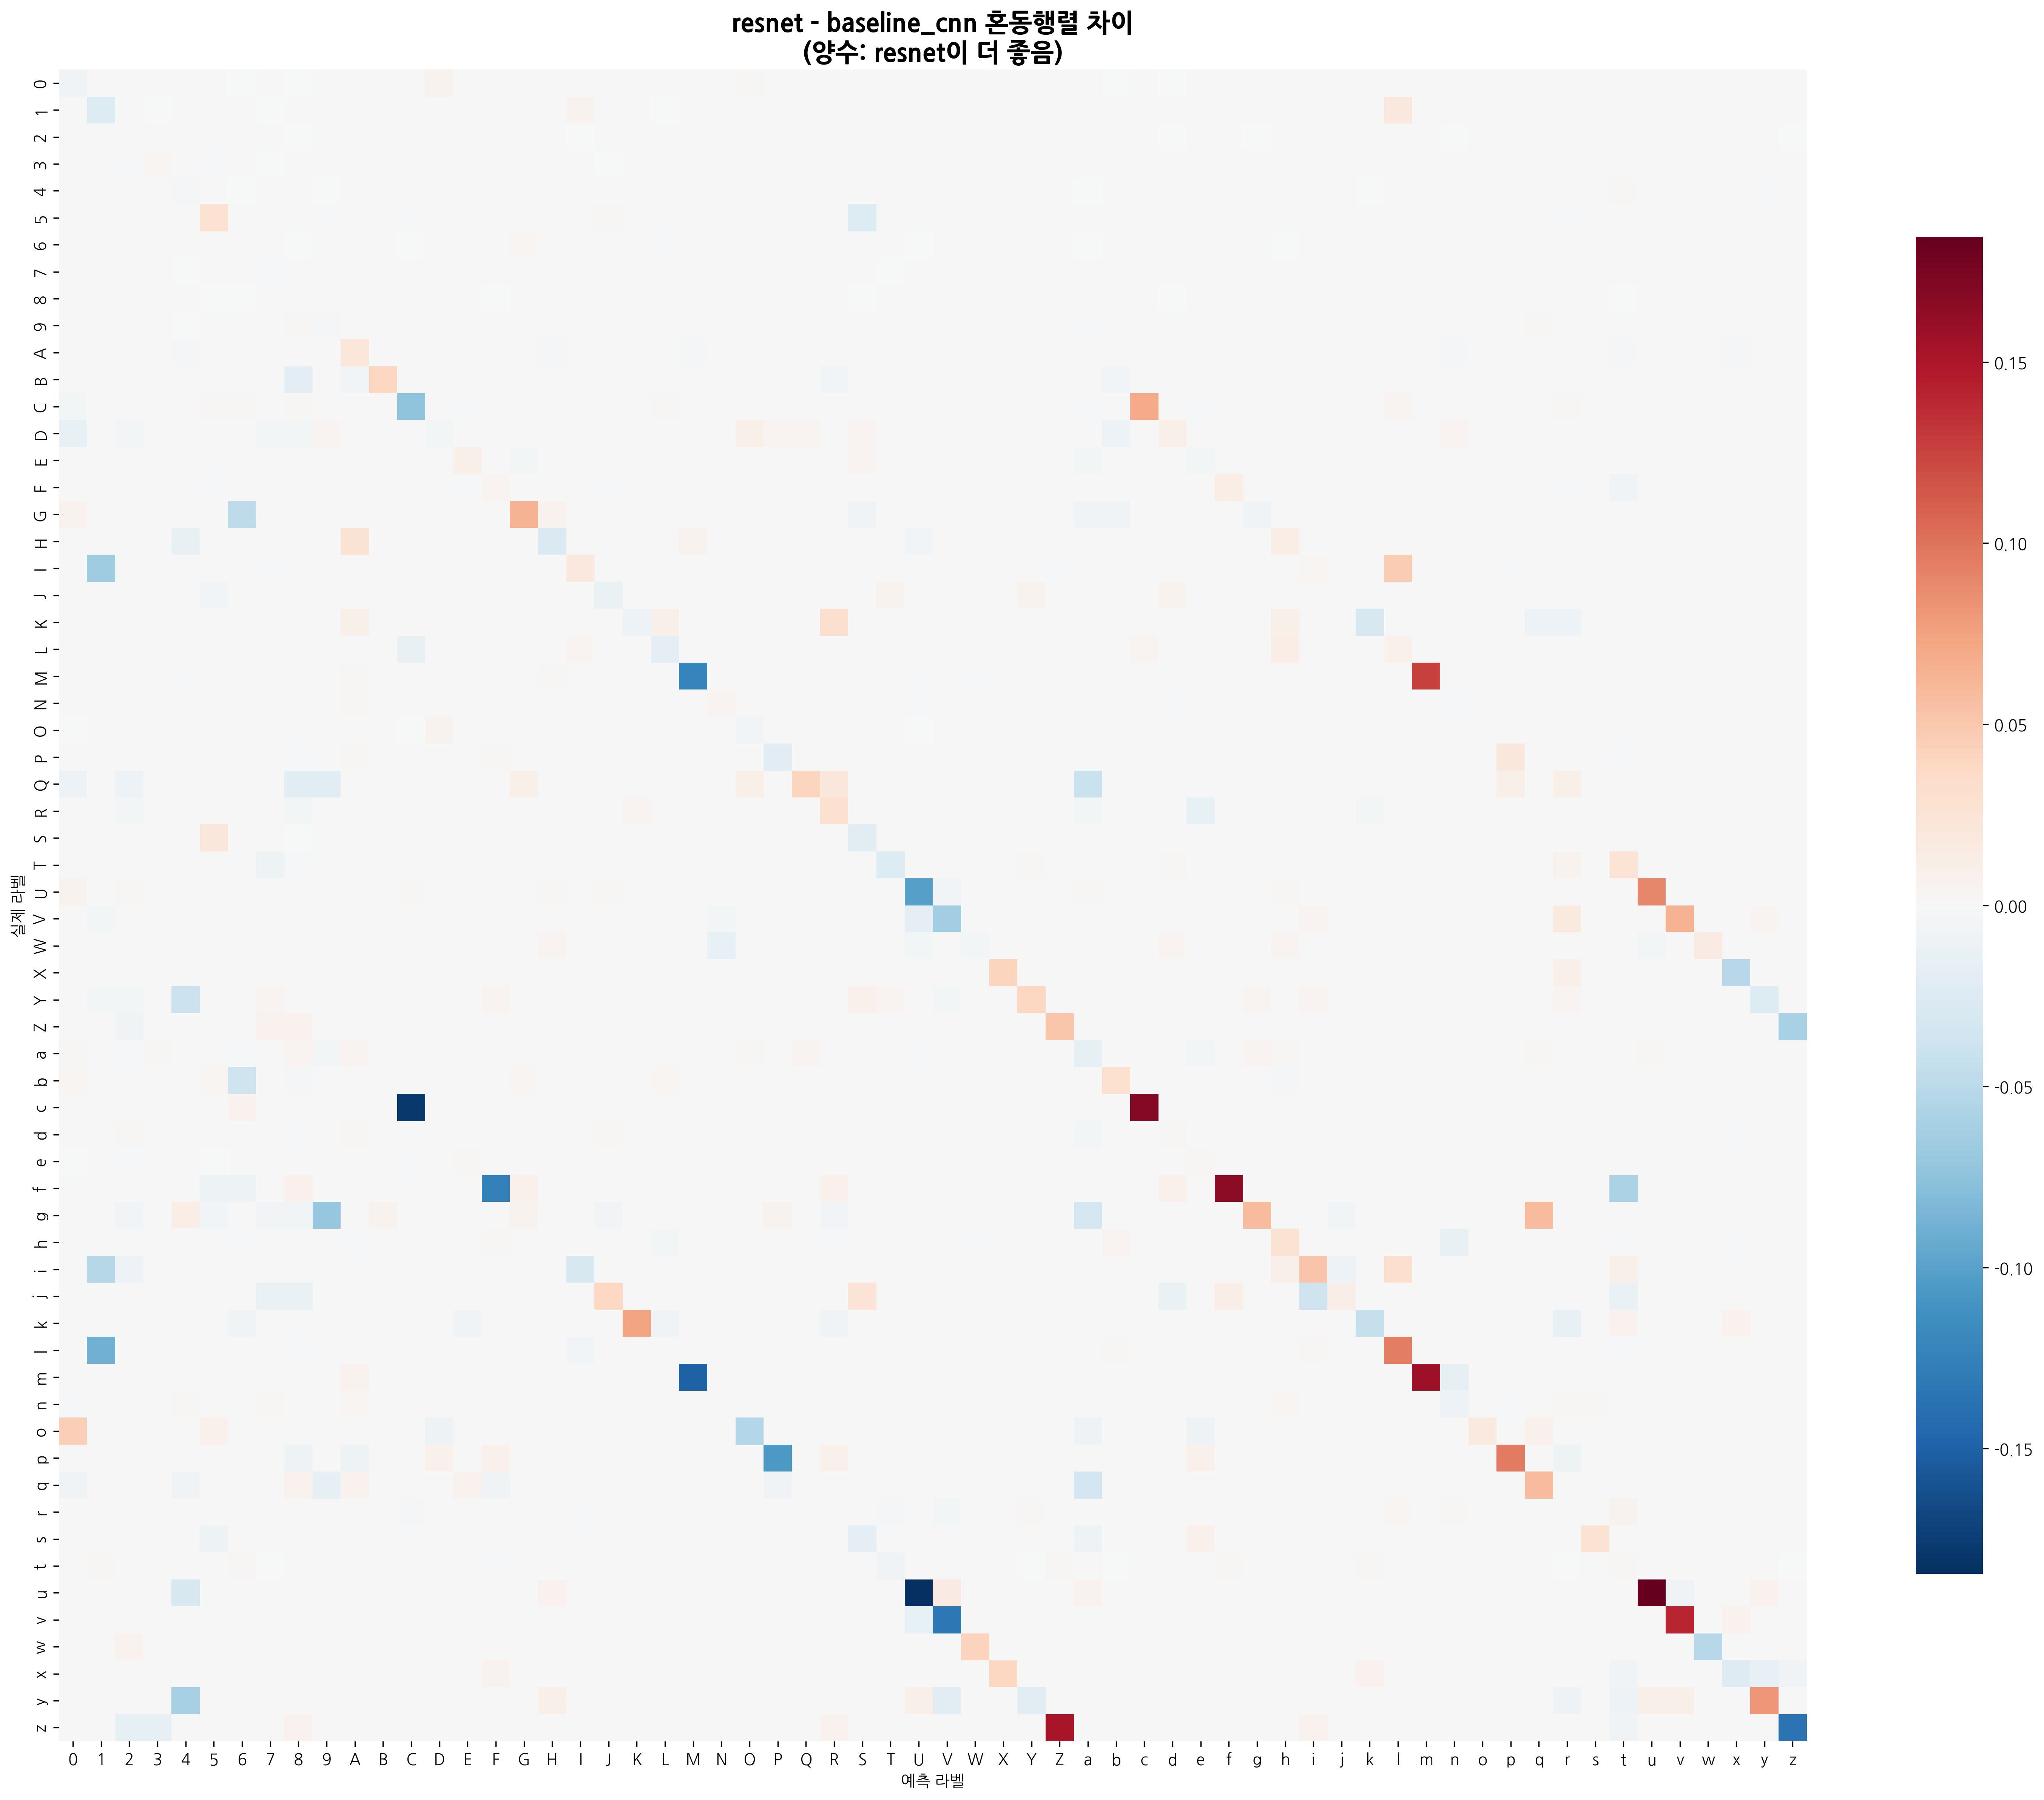 resnet - baseline_cnn 혼동행렬 차이
(양수: resnet이 더 좋음)
실제 라벨
0
1
2
3
4
5
6
7
8
9
A
B
C
D
E
F
G
H
I
J
K
L
M
N
O
P
Q
R
S
T
U
V
W
X
Y
Z
a
b
c
d
e
f
g
h
i
j
k
l
m
n
o
p
q
r
s
t
u
v
w
x
y
z
0 1 2 3 4 5 6 7 8 9 A B C D E F G H I J K L M N O P Q R S T U V W X Y Z a b c d e f g h i j k l m n o p q r s t u v w x y z
예측 라벨
0.15
0.10
0.05
0.00
-0.05
-0.10
-0.15